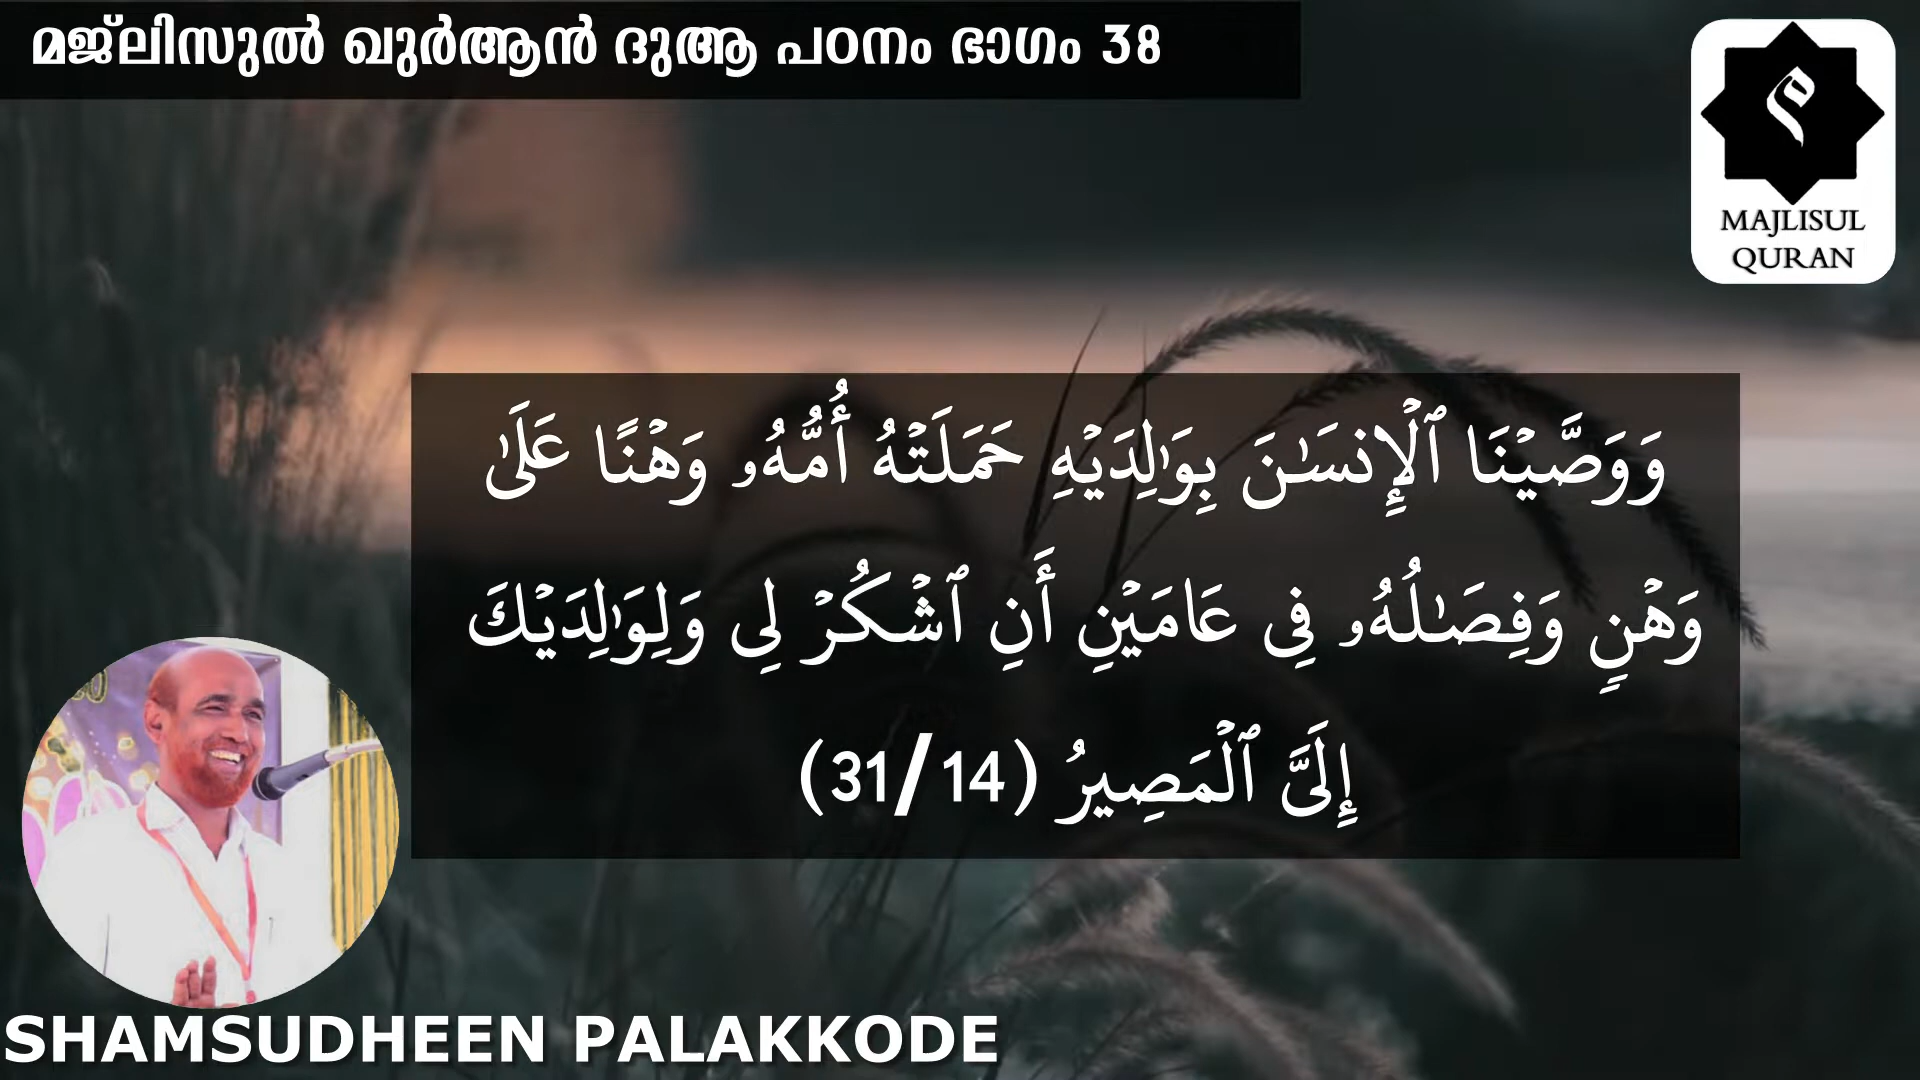 മജ്‌ലിസുൽ ഖുർആൻ ദുആ പഠനം ഭാഗം 38
MAJLISUL
QURAN
وَوَصَّيْنَا ٱلْإِنسَـٰنَ بِوَٰلِدَيْهِ حَمَلَتْهُ أُمُّهُۥ وَهْنًا عَلَىٰ
وَهْنٍ وَفِصَـٰلُهُۥ فِى عَامَيْنِ أَنِ ٱشْكُرْ لِى وَلِوَٰلِدَيْكَ
إِلَىَّ ٱلْمَصِيرُ (31/14)
SHAMSUDHEEN PALAKKODE